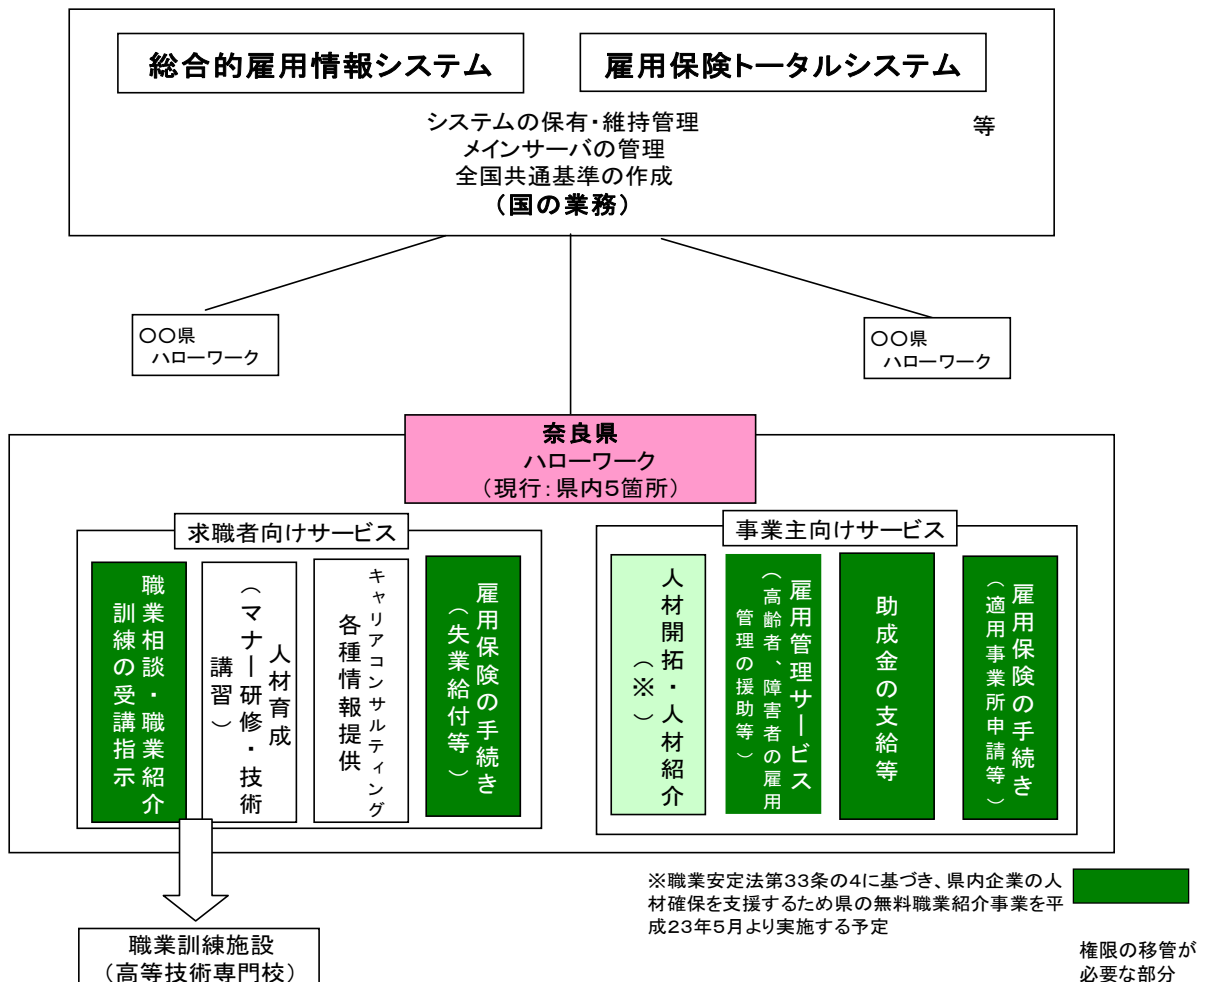 総合的雇用情報システム
雇用保険トータルシステム
システムの保有・維持管理
等
メインサーバの管理
全国共通基準の作成
（国の業務）
〇〇県
ハローワーク
〇〇県
ハローワーク
奈良県
ハローワーク
（現行：県内5箇所）
求職者向けサービス
職業相談・職業紹介
訓練の受講指示
人材育成
（マナー研修・技術
講習）
キャリアコンサルティング
各種情報提供
雇用保険の手続き
（失業給付等）
事業主向けサービス
人材開拓・人材紹介
（※）
雇用管理サービス
（高齢者、障害者の雇用
管理の援助等）
助成金の支給等
雇用保険の手続き
（適用事業所申請等）
※職業安定法第33条の4に基づき、県内企業の人
材確保を支援するため県の無料職業紹介事業を平
成23年5月より実施する予定
権限の移管が
必要な部分
職業訓練施設
（高等技術専門校）